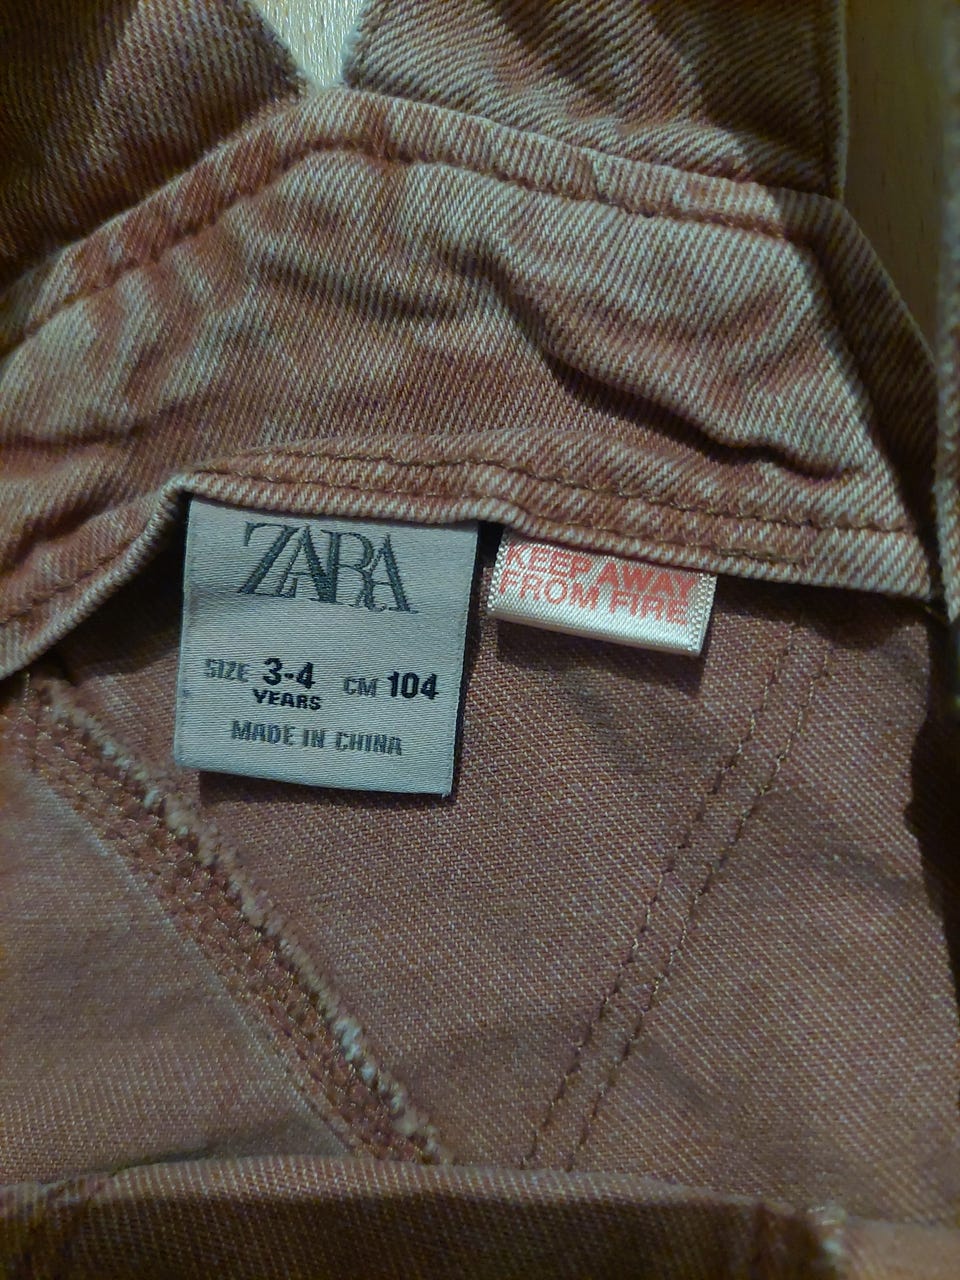 ZARA
SIZE 3-4 CM 104
YEARS
MADE IN CHINA
KEEP AWAY
FROM FIRE